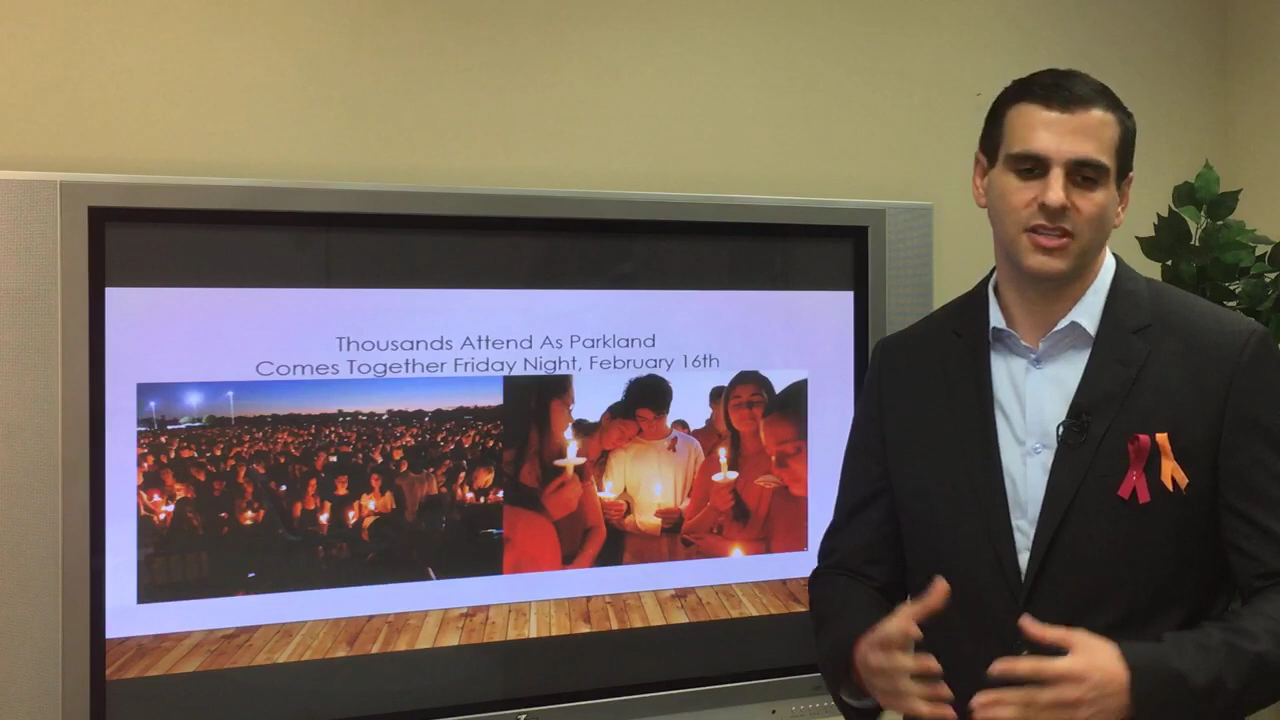 Thousands Attend As Parkland
Comes Together Friday Night, February 16th